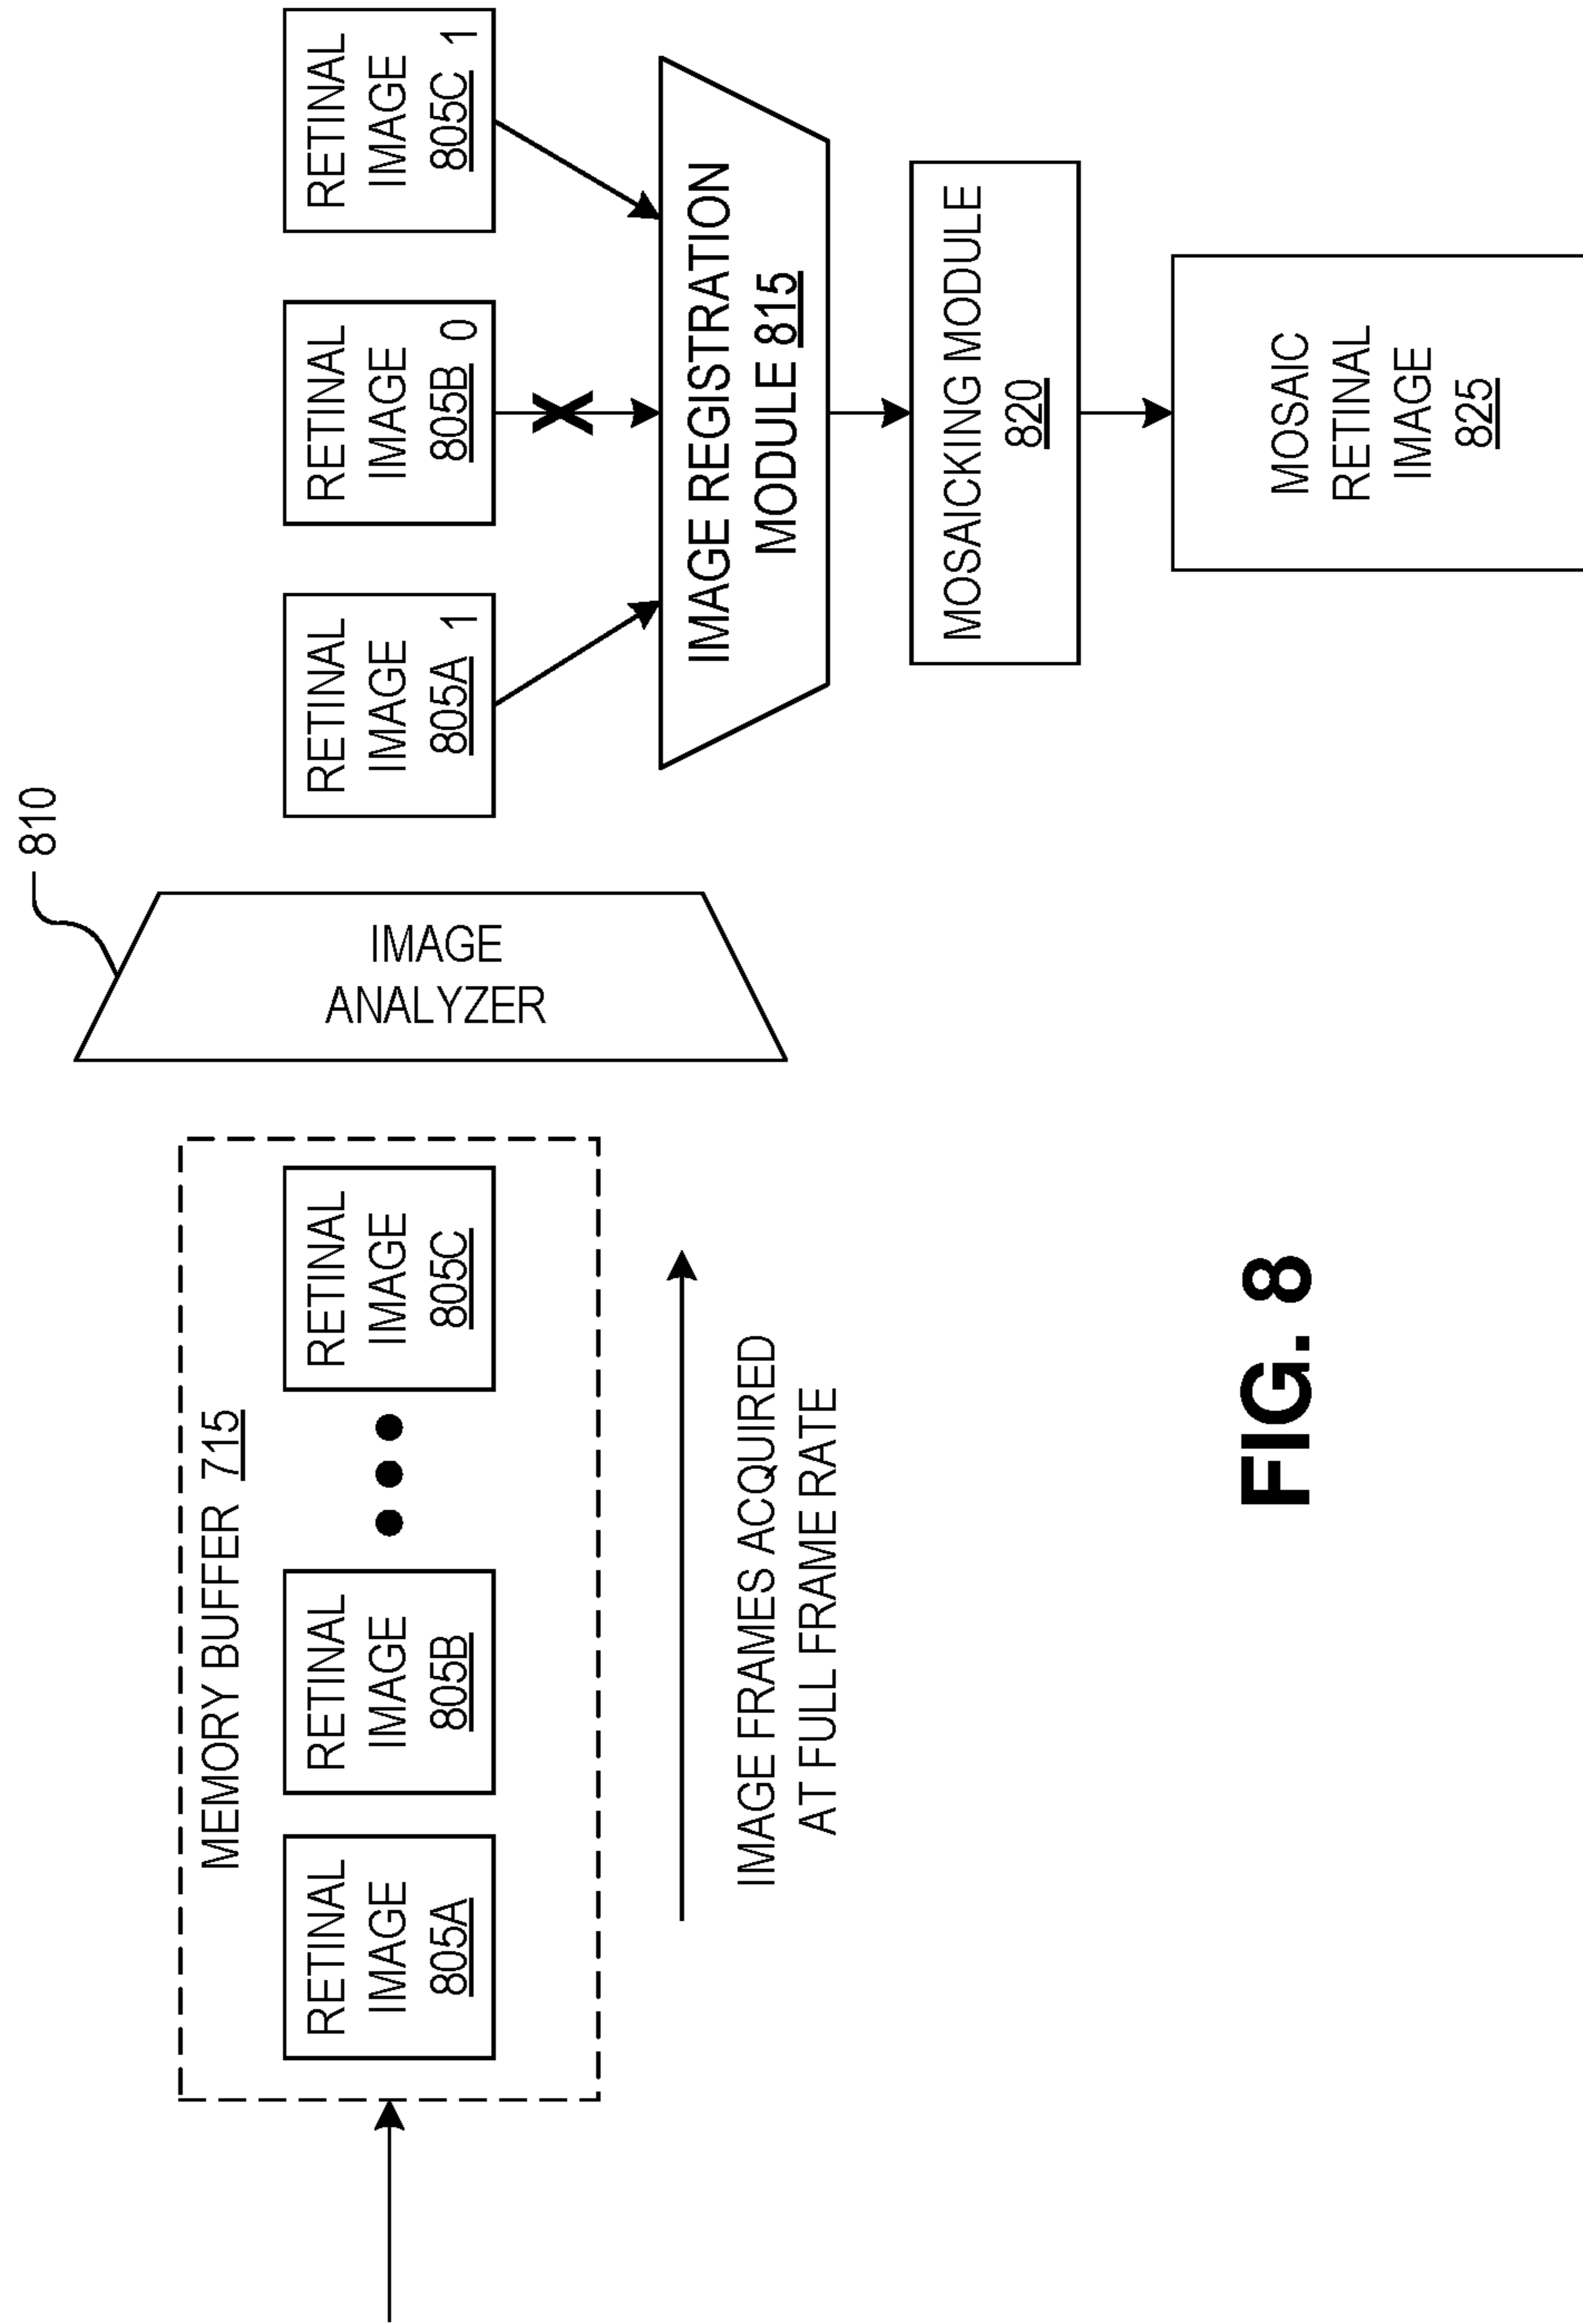 MEMORY BUFFER 715
RETINAL
IMAGE
805A
RETINAL
IMAGE
805B
RETINAL
IMAGE
805C
IMAGE FRAMES ACQUIRED
AT FULL FRAME RATE
810
IMAGE
ANALYZER
RETINAL
IMAGE
805A 1
RETINAL
IMAGE
805B 0
RETINAL
IMAGE
805C 1
X
IMAGE REGISTRATION
MODULE 815
MOSAICKING MODULE
820
MOSAIC
RETINAL
IMAGE
825
FIG. 8